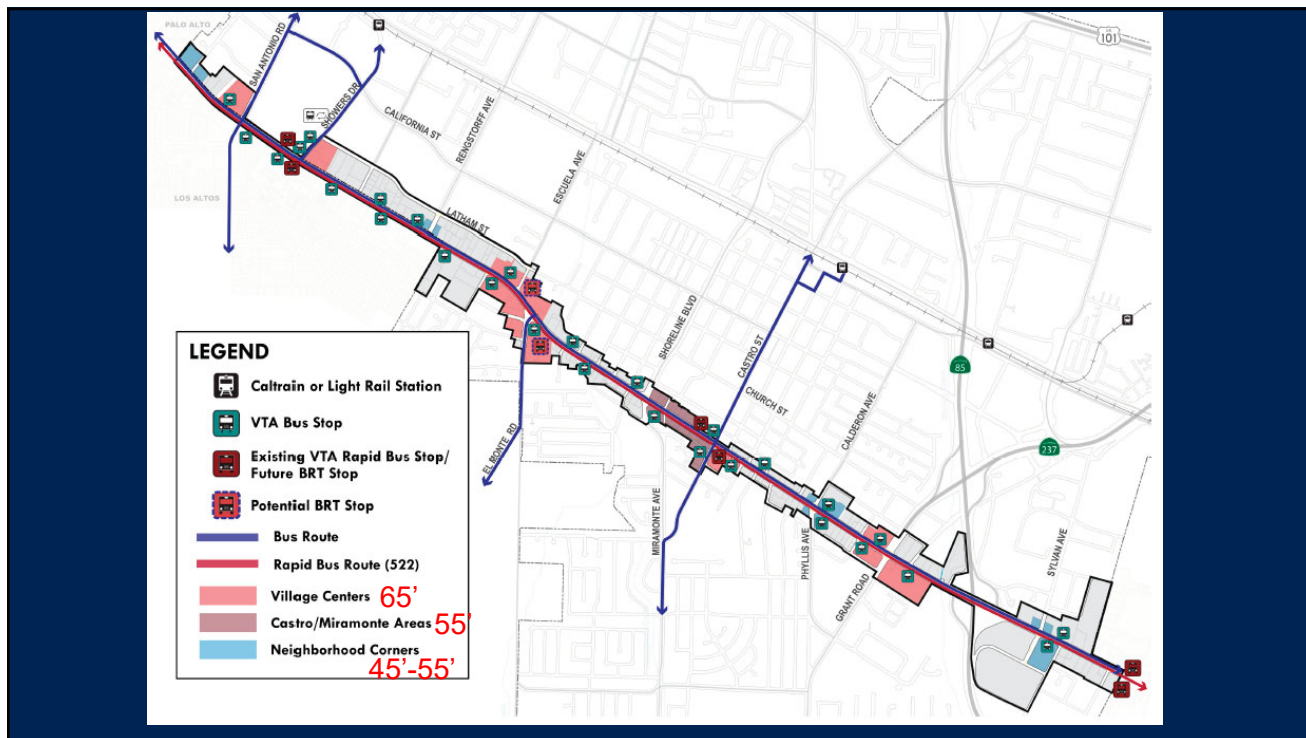 PALO ALTO
SAN ANTONIO RD
US
101
SHOWERS DR
CALIFORNIA ST
RENGSTORFF AVE
ESCUELA AVE
LOS ALTOS
LATHAM ST
SHORELINE BLVD
CASTRO ST
CHURCH ST
CALDERON AVE
85
237
EL MONTE RD
MIRAMONTE AVE
PHYLLIS AVE
GRANT ROAD
SYLVAN AVE
LEGEND
Caltrain or Light Rail Station
VTA Bus Stop
Existing VTA Rapid Bus Stop/
Future BRT Stop
Potential BRT Stop
Bus Route
Rapid Bus Route (522)
Village Centers 65’
Castro/Miramonte Areas 55’
Neighborhood Corners
45’-55’